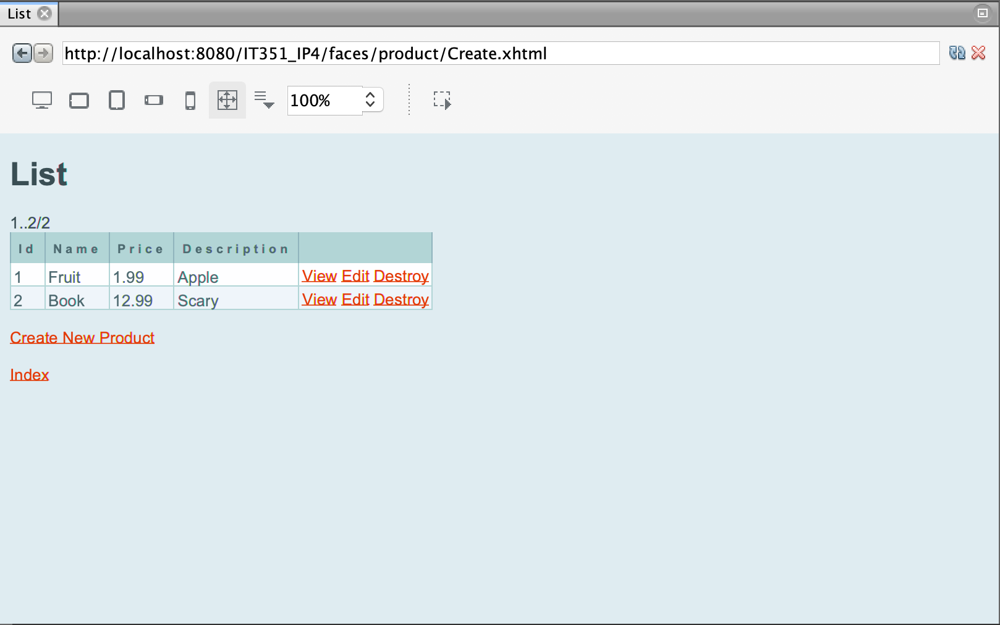 List
http://localhost:8080/IT351_IP4/faces/product/Create.xhtml
100%
List
1..2/2
Id Name Price Description
1 Fruit 1.99 Apple View Edit Destroy
2 Book 12.99 Scary View Edit Destroy
Create New Product
Index